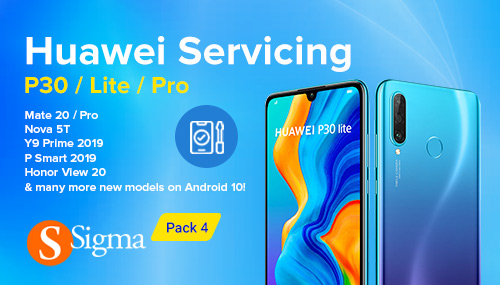 Huawei Servicing
P30 / Lite / Pro
Mate 20 / Pro
Nova 5T
Y9 Prime 2019
P Smart 2019
Honor View 20
& many more new models on Android 10!
HUAWEI P30 lite
S Sigma
Pack 4